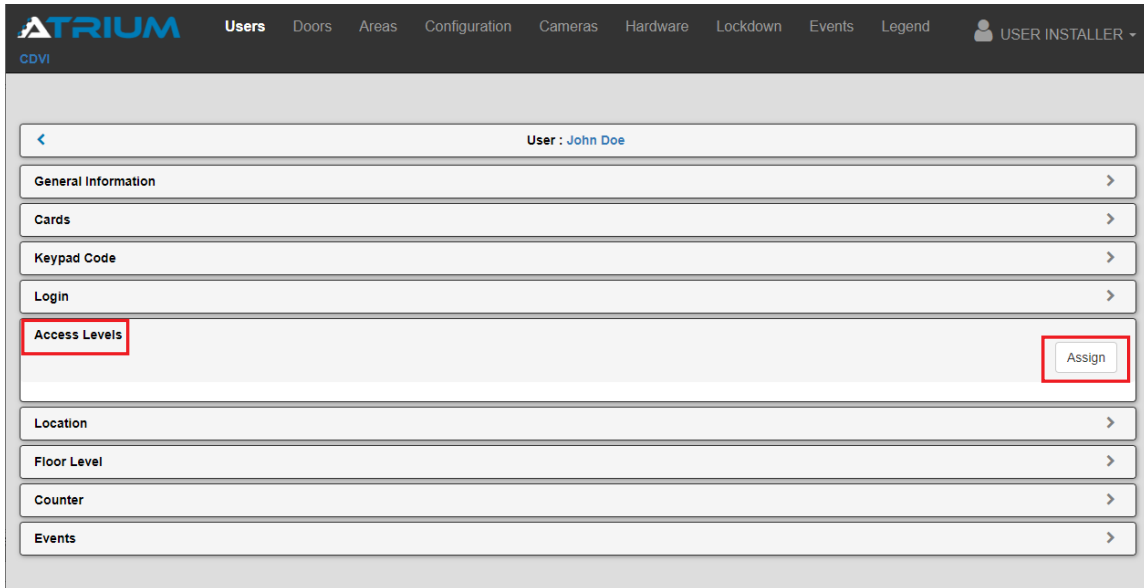 ATRIUM Users Doors Areas Configuration Cameras Hardware Lockdown Events Legend USER INSTALLER
CDVI
User : John Doe
General Information
Cards
Keypad Code
Login
Access Levels
Assign
Location
Floor Level
Counter
Events